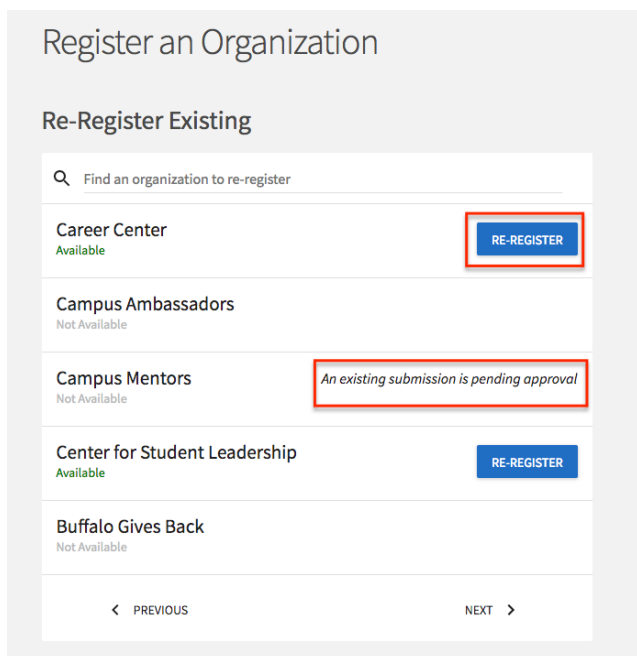 Register an Organization
Re-Register Existing
Find an organization to re-register
Career Center
Available
RE-REGISTER
Campus Ambassadors
Not Available
Campus Mentors
Not Available
An existing submission is pending approval
Center for Student Leadership
Available
RE-REGISTER
Buffalo Gives Back
Not Available
PREVIOUS
NEXT